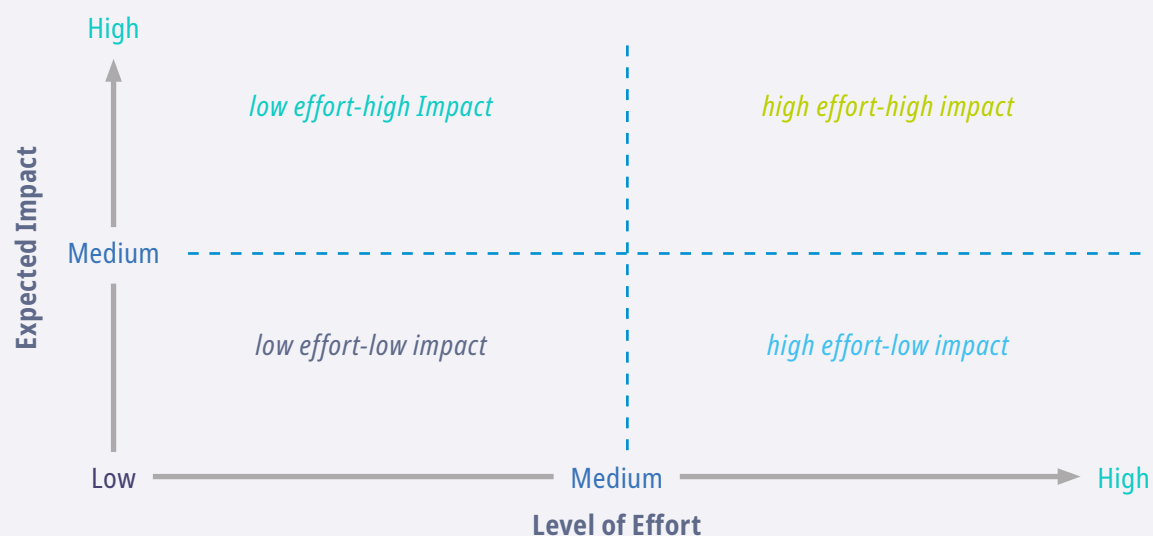 High
low effort-high Impact
high effort-high impact
Expected Impact
Medium
low effort-low impact
high effort-low impact
Low
Medium
High
Level of Effort